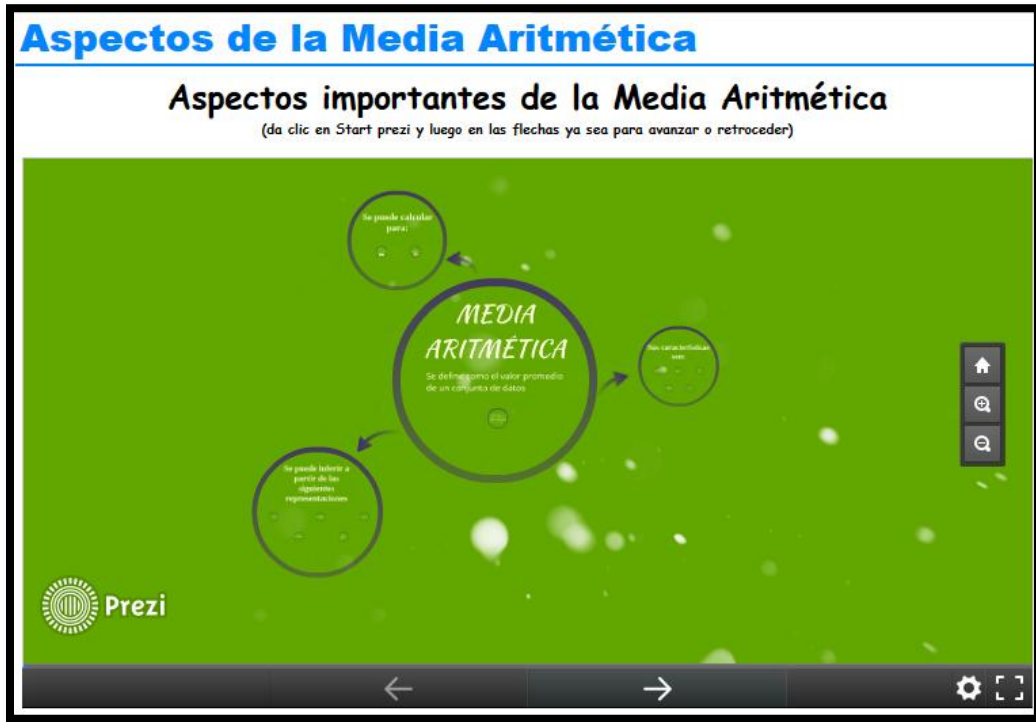 Aspectos de la Media Aritmética
Aspectos importantes de la Media Aritmética
(da clic en Start prezi y luego en las flechas ya sea para avanzar o retroceder)
Se puede calcular
para:
MEDIA
ARITMÉTICA
Se define como el valor promedio
de un conjunto de datos
Sus características
son:
Se puede inferir a
partir de las
siguientes
representaciones
Prezi